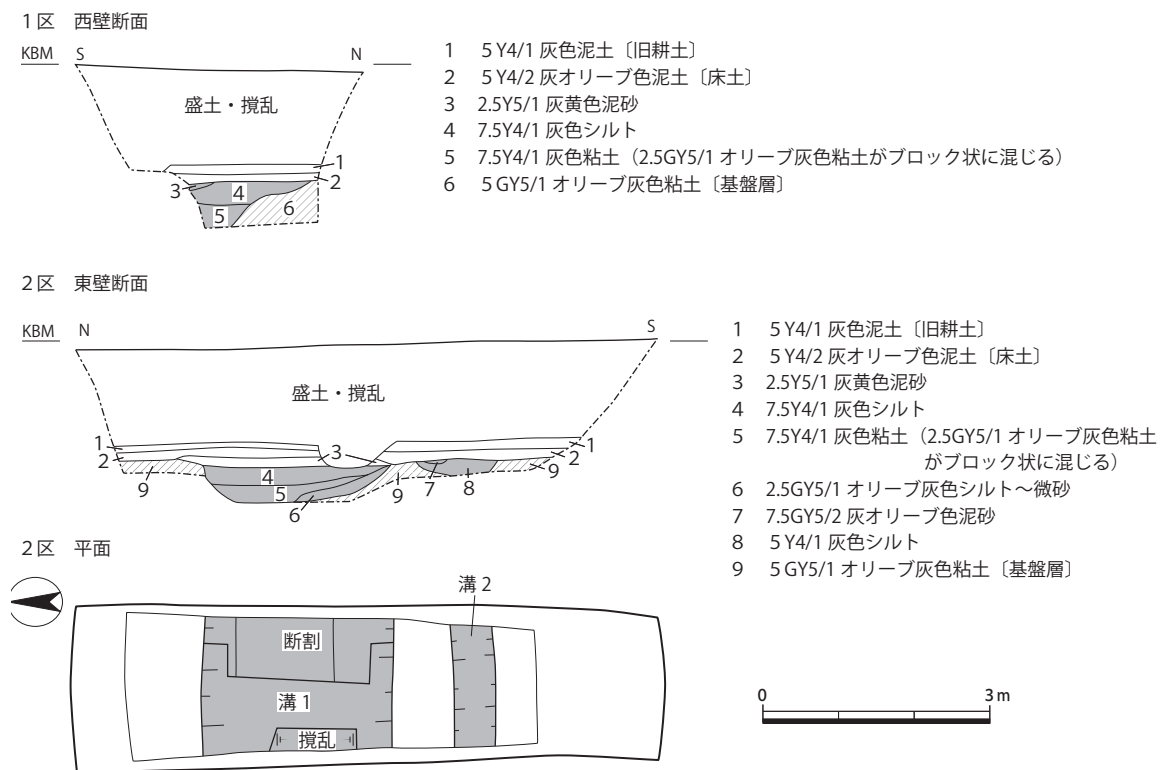 1区 西壁断面
KBM S N
盛土・撹乱
1
2
3
4
5
6
1 5Y4/1 灰色泥土〔旧耕土〕
2 5Y4/2 灰オリーブ色泥土〔床土〕
3 2.5Y5/1 灰黄色泥砂
4 7.5Y4/1 灰色シルト
5 7.5Y4/1 灰色粘土（2.5GY5/1 オリーブ灰色粘土がブロック状に混じる）
6 5GY5/1 オリーブ灰色粘土〔基盤層〕
2区 東壁断面
KBM N S
盛土・撹乱
1 3 1
2 2
9 4 9 7 8 9
5
6
1 5Y4/1 灰色泥土〔旧耕土〕
2 5Y4/2 灰オリーブ色泥土〔床土〕
3 2.5Y5/1 灰黄色泥砂
4 7.5Y4/1 灰色シルト
5 7.5Y4/1 灰色粘土（2.5GY5/1 オリーブ灰色粘土
がブロック状に混じる）
6 2.5GY5/1 オリーブ灰色シルト～微砂
7 7.5GY5/2 灰オリーブ色泥砂
8 5Y4/1 灰色シルト
9 5GY5/1 オリーブ灰色粘土〔基盤層〕
2区 平面
溝2
断割
溝1
撹乱
0 3m